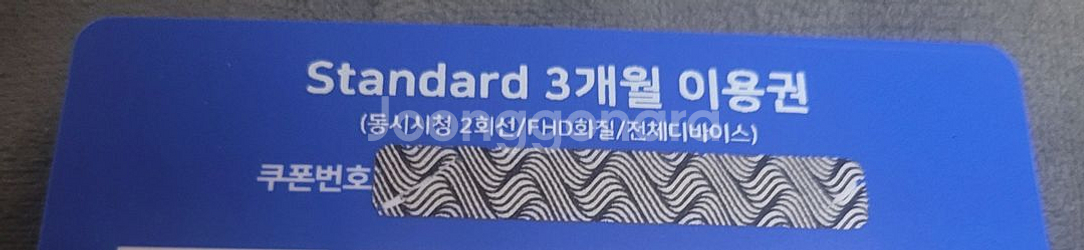 Standard 3개월 이용권
Joonggonara
(동시시청 2회선/FHD화질/전체디바이스)
쿠폰번호